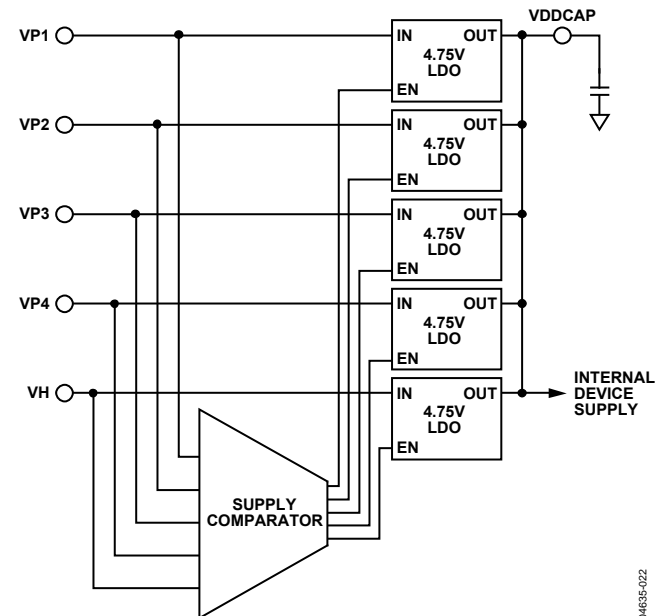 VDDCAP
VP1
IN OUT
4.75V
LDO
EN
VP2
IN OUT
4.75V
LDO
EN
VP3
IN OUT
4.75V
LDO
EN
VP4
IN OUT
4.75V
LDO
EN
VH
IN OUT
4.75V
LDO
EN
INTERNAL
DEVICE
SUPPLY
SUPPLY
COMPARATOR
04635-022